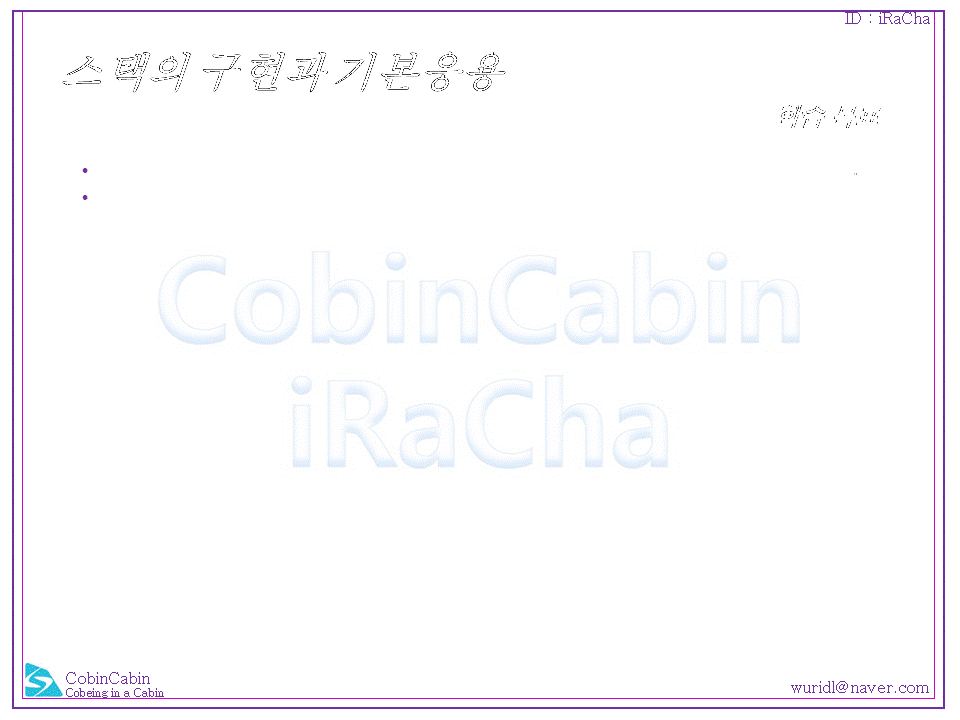 ID : iRaCha
스택의 구현과 기본응용
CobinCabin
iRaCha
CobinCabin
Cobeing in a Cabin
wuridl@naver.com